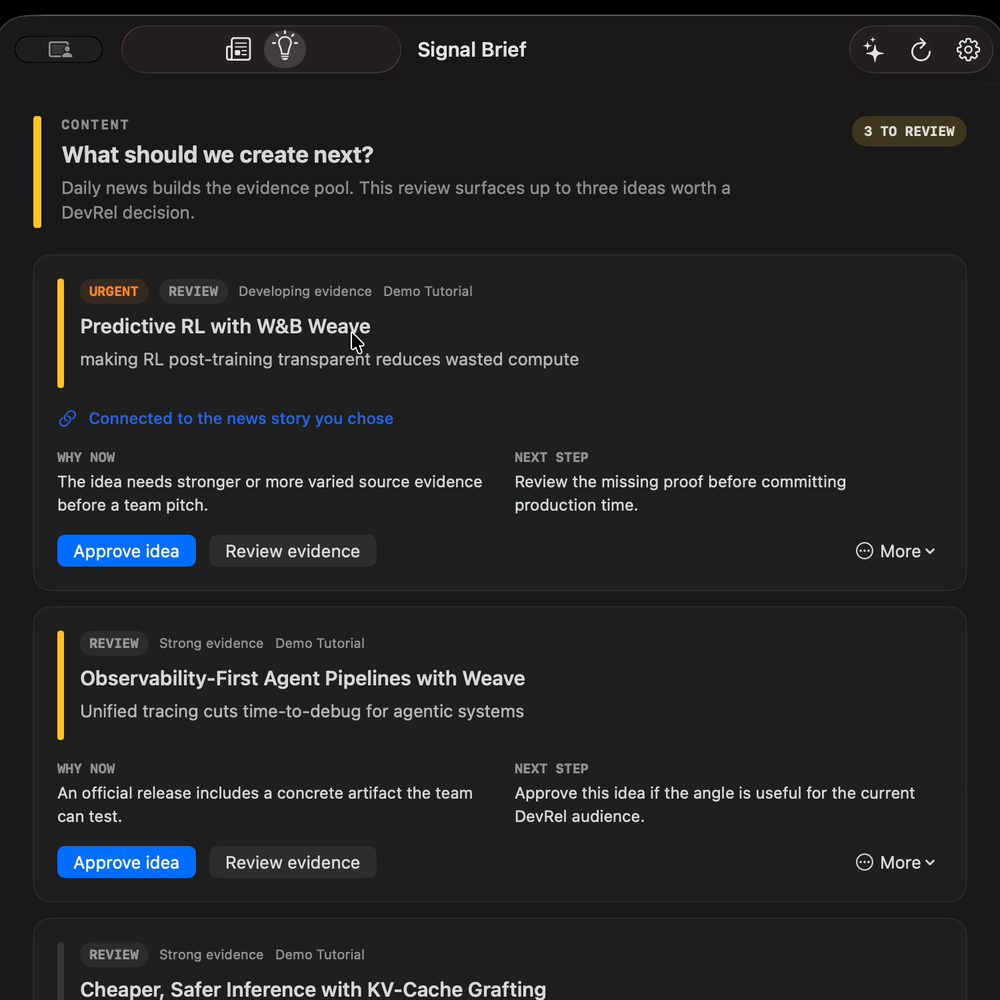 Signal Brief
CONTENT
3 TO REVIEW
What should we create next?
Daily news builds the evidence pool. This review surfaces up to three ideas worth a
DevRel decision.
URGENT REVIEW Developing evidence Demo Tutorial
Predictive RL with W&B Weave
making RL post-training transparent reduces wasted compute
Connected to the news story you chose
WHY NOW
The idea needs stronger or more varied source evidence
before a team pitch.
NEXT STEP
Review the missing proof before committing
production time.
Approve idea Review evidence More
REVIEW Strong evidence Demo Tutorial
Observability-First Agent Pipelines with Weave
Unified tracing cuts time-to-debug for agentic systems
WHY NOW
An official release includes a concrete artifact the team
can test.
NEXT STEP
Approve this idea if the angle is useful for the current
DevRel audience.
Approve idea Review evidence More
REVIEW Strong evidence Demo Tutorial
Cheaper, Safer Inference with KV-Cache Grafting